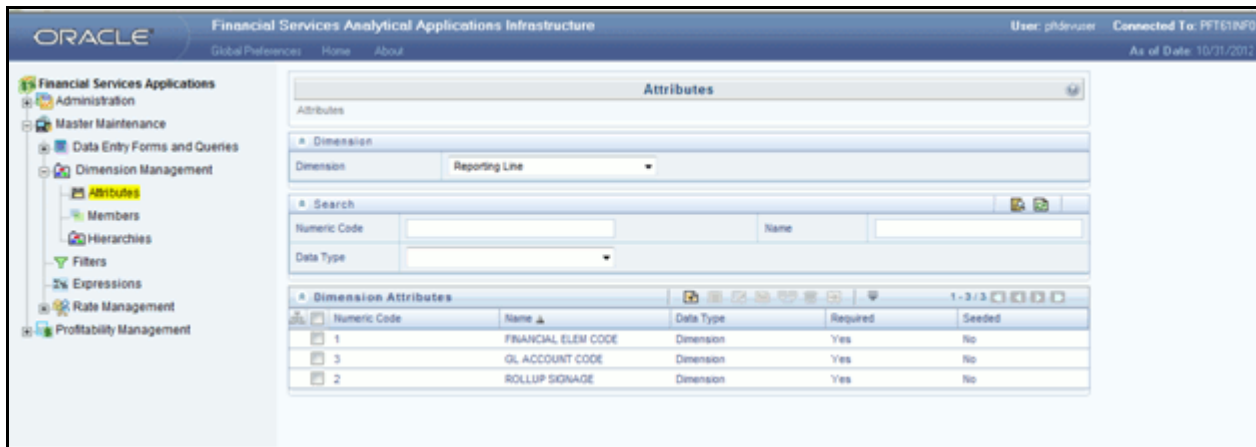 ORACLE
Financial Services Analytical Applications Infrastructure
User: pftdevuser Connected To: PFT61INFO
Global Preferences Home About
As of Date: 10/31/2012
Financial Services Applications
Administration
Master Maintenance
Data Entry Forms and Queries
Dimension Management
Attributes
Members
Hierarchies
Filters
Expressions
Rate Management
Profitability Management
Attributes
Attributes
Dimension
Dimension Reporting Line
Search
Numeric Code Name
Data Type
Dimension Attributes 1 - 3 / 3
Numeric Code Name Data Type Required Seeded
1 FINANCIAL ELEM CODE Dimension Yes No
3 GL ACCOUNT CODE Dimension Yes No
2 ROLLUP SIGNAGE Dimension Yes No